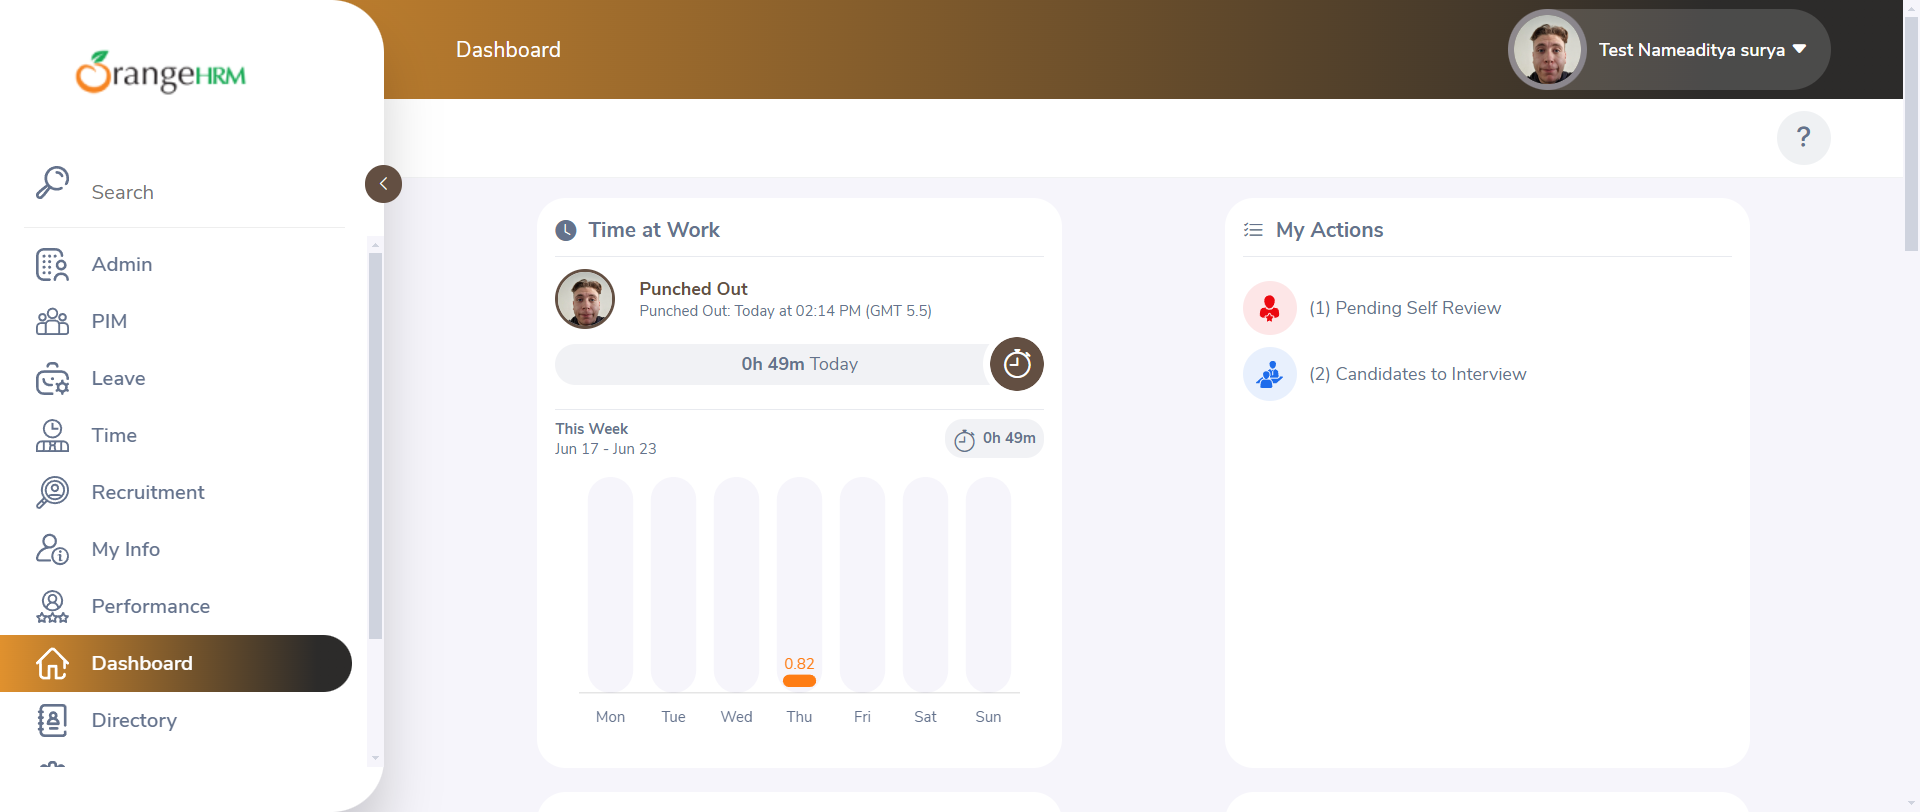 OrangeHRM
Dashboard
Test Nameaditya surya
?
Search
Admin
PIM
Leave
Time
Recruitment
My Info
Performance
Dashboard
Directory
Time at Work
Punched Out
Punched Out: Today at 02:14 PM (GMT 5.5)
0h 49m Today
This Week
Jun 17 - Jun 23
0h 49m
0.82
Mon Tue Wed Thu Fri Sat Sun
My Actions
(1) Pending Self Review
(2) Candidates to Interview